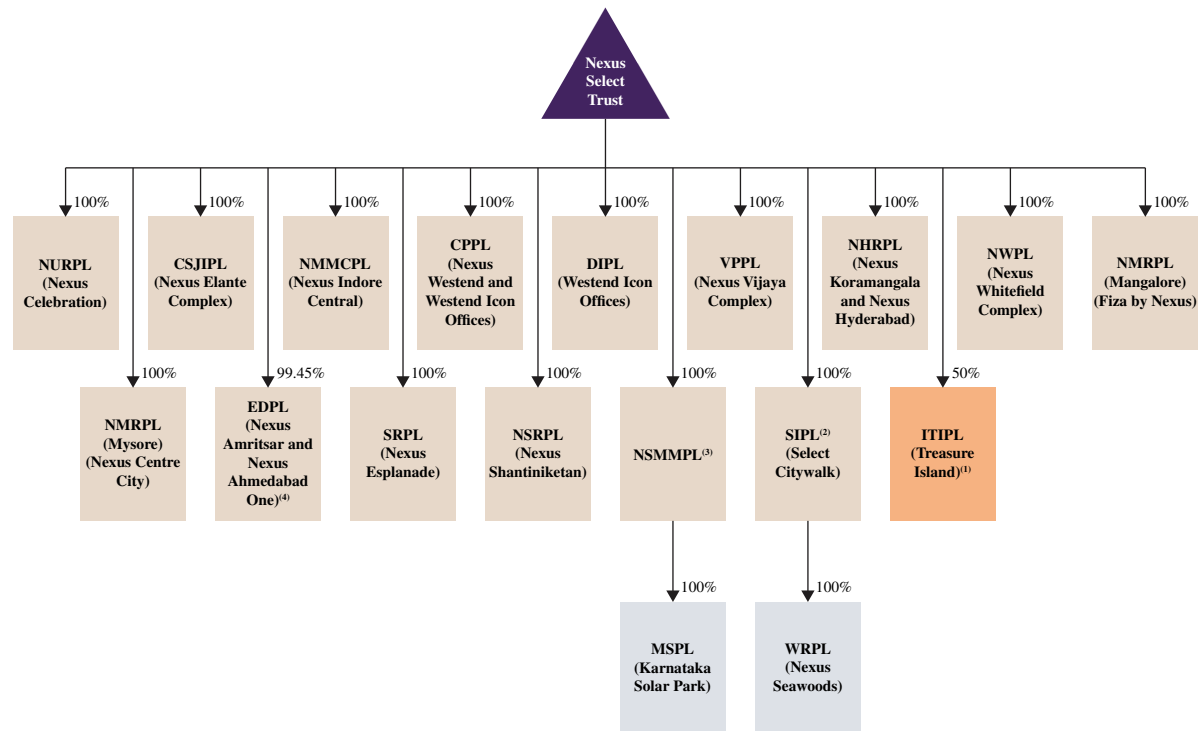 Nexus
Select
Trust
100%
100%
100%
100%
100%
100%
100%
100%
100%
NURPL
(Nexus
Celebration)
CSJIPL
(Nexus Elante
Complex)
NMMCPL
(Nexus Indore
Central)
CPPL
(Nexus
Westend and
Westend Icon
Offices)
DIPL
(Westend Icon
Offices)
VPPL
(Nexus Vijaya
Complex)
NHRPL
(Nexus
Koramangala
and Nexus
Hyderabad)
NWPL
(Nexus
Whitefield
Complex)
NMRPL
(Mangalore)
(Fiza by Nexus)
100%
99.45%
100%
100%
100%
100%
50%
NMRPL
(Mysore)
(Nexus Centre
City)
EDPL
(Nexus
Amritsar and
Nexus
Ahmedabad
One)(4)
SRPL
(Nexus
Esplanade)
NSRPL
(Nexus
Shantiniketan)
NSMMPL(3)
SIPL(2)
(Select
Citywalk)
ITIPL
(Treasure
Island)(1)
100%
100%
MSPL
(Karnataka
Solar Park)
WRPL
(Nexus
Seawoods)